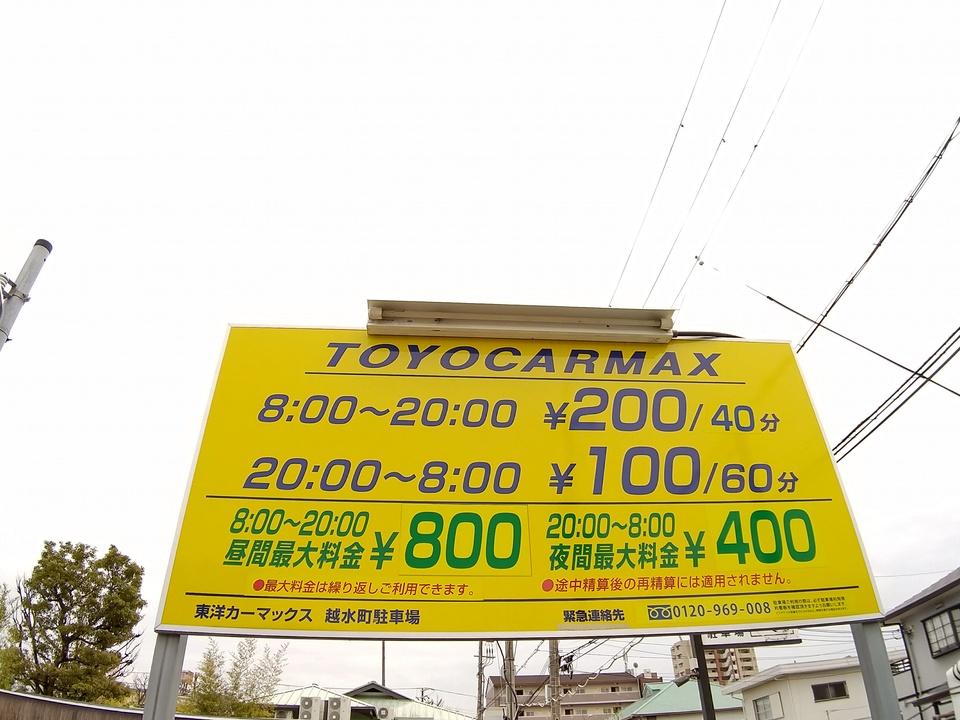 TOYOCARMAX
8:00～20:00 ¥200/40分
20:00～8:00 ¥100/60分
8:00～20:00
昼間最大料金¥800
20:00～8:00
夜間最大料金¥400
●最大料金は繰り返しご利用できます。
●途中精算後の再精算には適用されません。
東洋カーマックス 越水町駐車場
緊急連絡先 0120-969-008